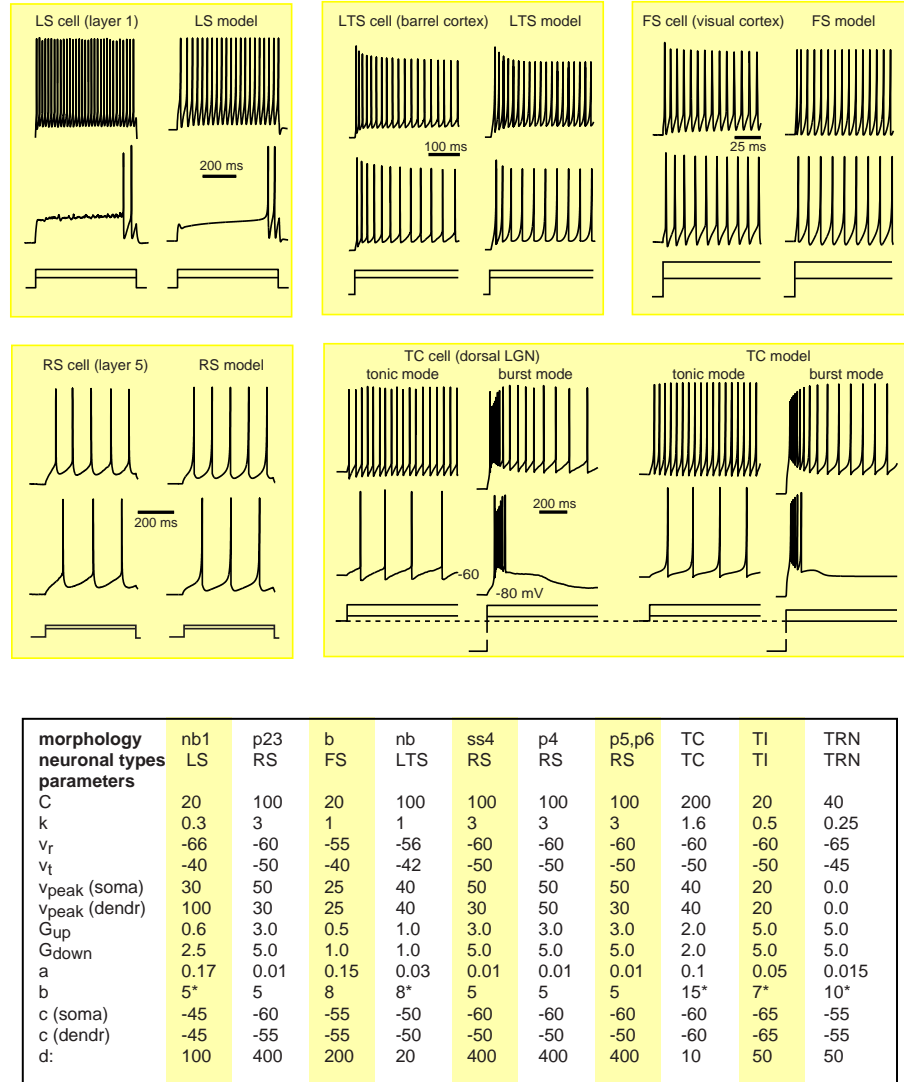 LS cell (layer 1) LS model
200 ms
LTS cell (barrel cortex) LTS model
100 ms
FS cell (visual cortex) FS model
25 ms
RS cell (layer 5) RS model
200 ms
TC cell (dorsal LGN) TC model
tonic mode burst mode tonic mode burst mode
200 ms
-60
-80 mV
morphology nb1 p23 b nb ss4 p4 p5,p6 TC TI TRN
neuronal types LS RS FS LTS RS RS RS TC TI TRN
parameters
C 20 100 20 100 100 100 100 200 20 40
k 0.3 3 1 1 3 3 3 1.6 0.5 0.25
vr -66 -60 -55 -56 -60 -60 -60 -60 -60 -65
vt -40 -50 -40 -42 -50 -50 -50 -50 -50 -45
vpeak (soma) 30 50 25 40 50 50 50 40 20 0.0
vpeak (dendr) 100 30 25 40 30 50 30 40 20 0.0
Gup 0.6 3.0 0.5 1.0 3.0 3.0 3.0 2.0 5.0 5.0
Gdown 2.5 5.0 1.0 1.0 5.0 5.0 5.0 2.0 5.0 5.0
a 0.17 0.01 0.15 0.03 0.01 0.01 0.01 0.1 0.05 0.015
b 5* 5 8 8* 5 5 5 15* 7* 10*
c (soma) -45 -60 -55 -50 -60 -60 -60 -60 -65 -55
c (dendr) -45 -55 -55 -50 -50 -50 -50 -60 -65 -55
d: 100 400 200 20 400 400 400 10 50 50